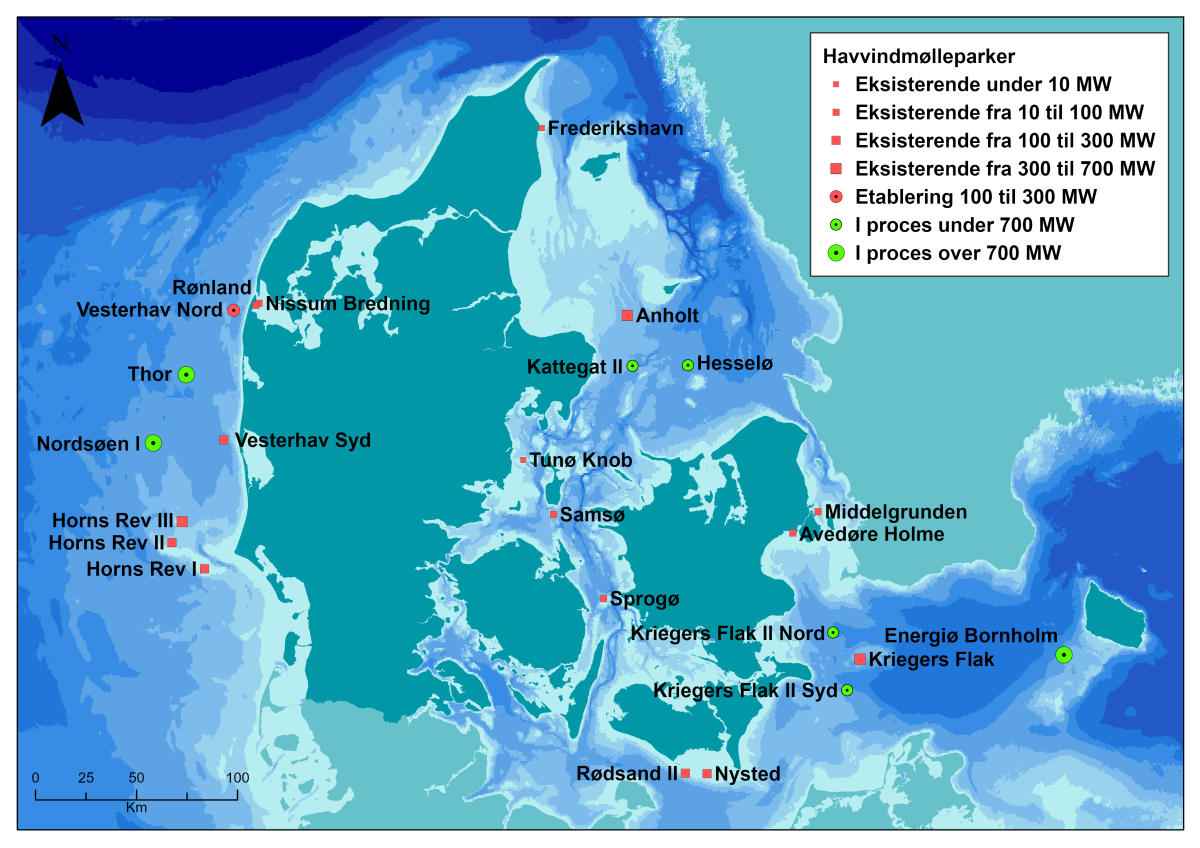 N
Havvindmølleparker
Eksisterende under 10 MW
Eksisterende fra 10 til 100 MW
Eksisterende fra 100 til 300 MW
Eksisterende fra 300 til 700 MW
Etablering 100 til 300 MW
I proces under 700 MW
I proces over 700 MW
Frederikshavn
Rønland
Nissum Bredning
Vesterhav Nord
Anholt
Kattegat II
Hesselø
Thor
Nordsøen I
Vesterhav Syd
Tunø Knob
Horns Rev III
Samsø
Middelgrunden
Avedøre Holme
Horns Rev II
Horns Rev I
Sprogø
Kriegers Flak II Nord
Energiø Bornholm
Kriegers Flak
Kriegers Flak II Syd
Rødsand II
Nysted
0 25 50 100
Km